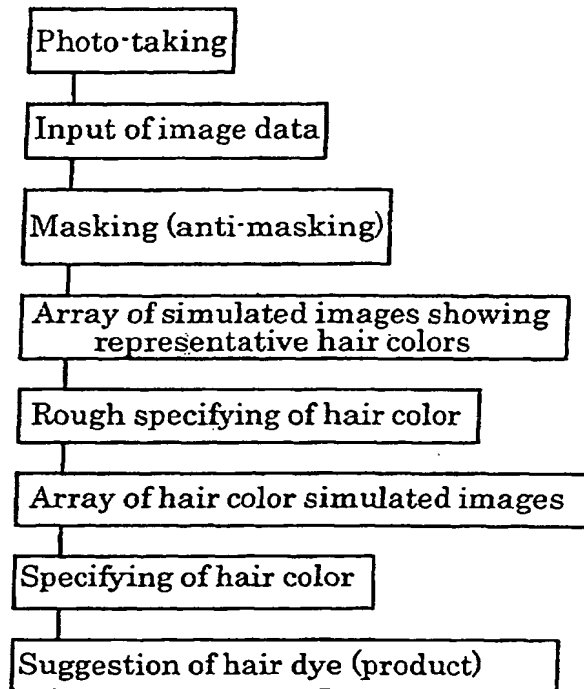 Photo-taking
Input of image data
Masking (anti-masking)
Array of simulated images showing
representative hair colors
Rough specifying of hair color
Array of hair color simulated images
Specifying of hair color
Suggestion of hair dye (product)